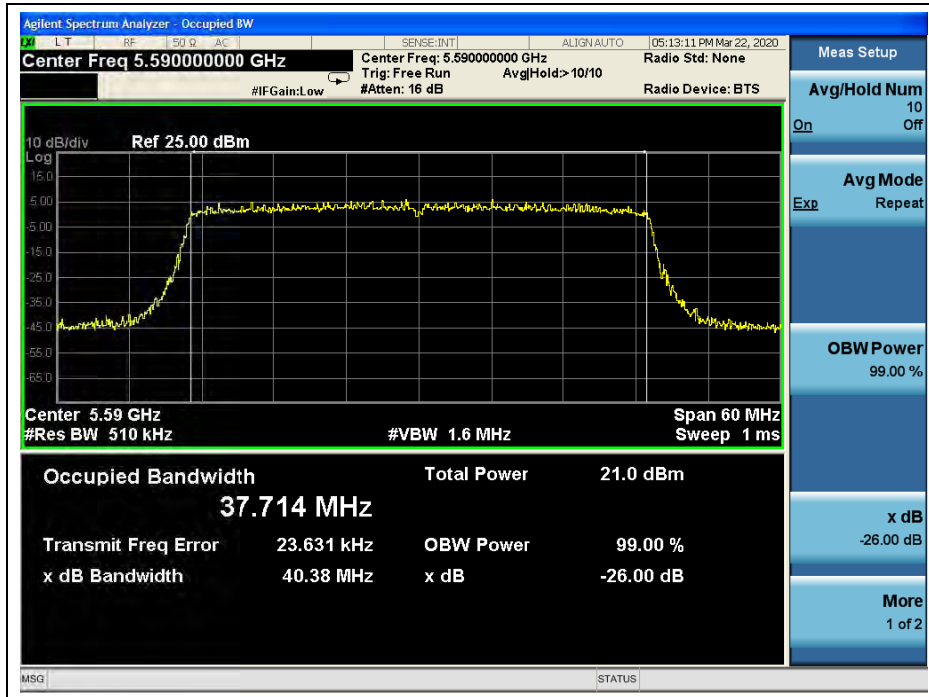 Agilent Spectrum Analyzer - Occupied BW
LXI L T RF 50 Ω AC SENSE:INT ALIGN AUTO 05:13:11 PM Mar 22, 2020
Center Freq 5.590000000 GHz
Center Freq: 5.590000000 GHz Radio Std: None
Trig: Free Run Avg|Hold:>10/10
#IFGain:Low #Atten: 16 dB Radio Device: BTS
10 dB/div Ref 25.00 dBm
Log
15.0
5.00
-5.00
-15.0
-25.0
-35.0
-45.0
-55.0
-65.0
Center 5.59 GHz Span 60 MHz
#Res BW 510 kHz #VBW 1.6 MHz Sweep 1 ms
Occupied Bandwidth Total Power 21.0 dBm
37.714 MHz
Transmit Freq Error 23.631 kHz OBW Power 99.00 %
x dB Bandwidth 40.38 MHz x dB -26.00 dB
MSG STATUS
Meas Setup
Avg/Hold Num
10
On Off
Avg Mode
Exp Repeat
OBW Power
99.00 %
x dB
-26.00 dB
More
1 of 2